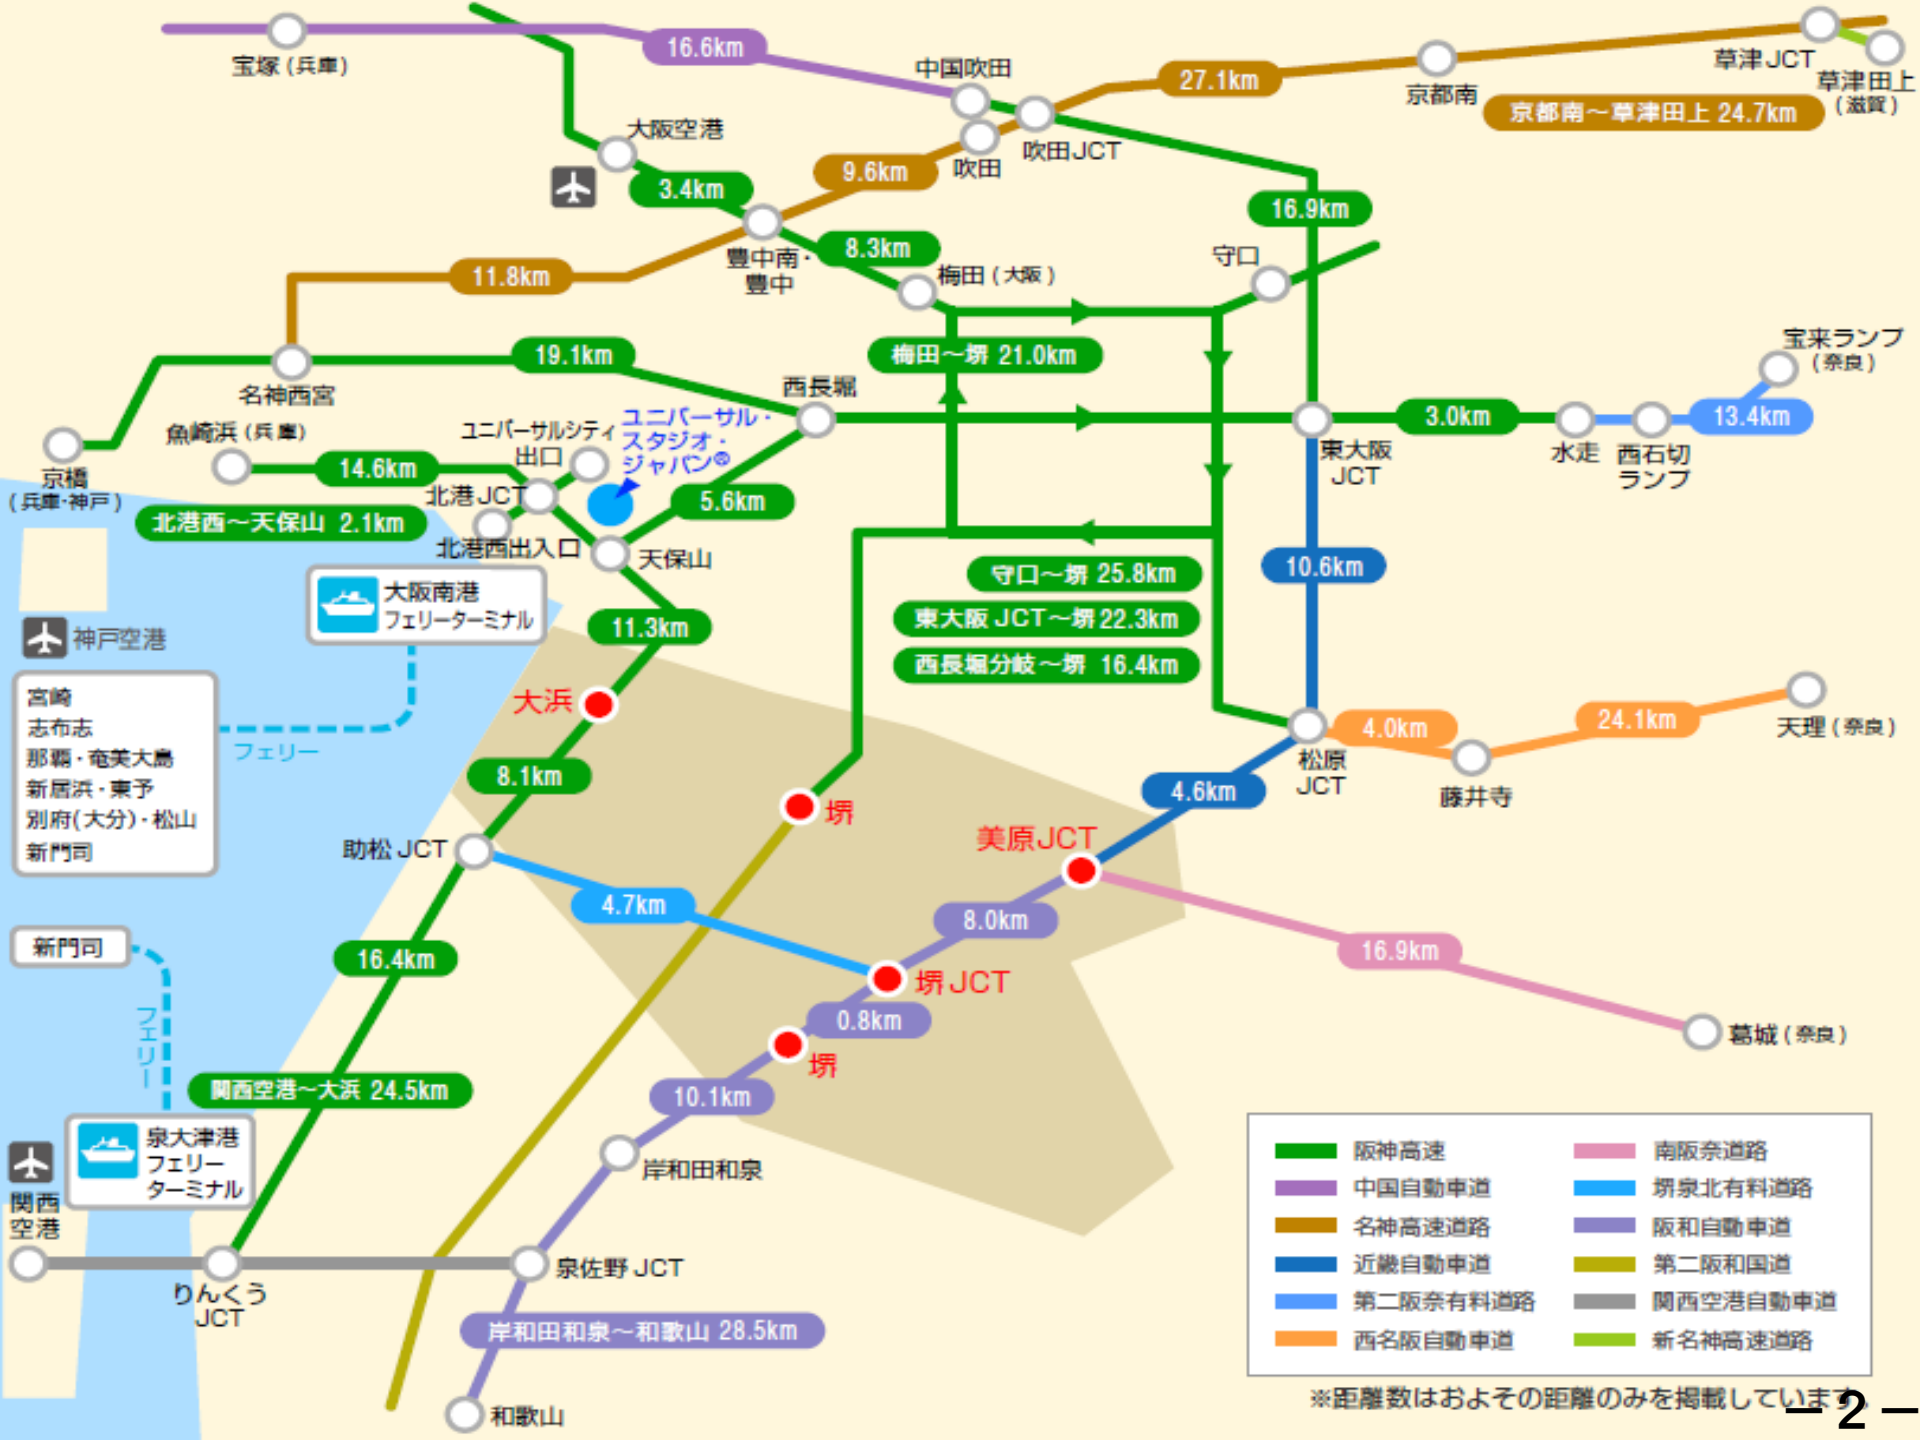 16.6km
宝塚(兵庫)
中国吹田
27.1km
草津JCT
草津田上
(滋賀)
京都南
京都南～草津田上 24.7km
大阪空港
吹田
吹田JCT
9.6km
3.4km
16.9km
8.3km
守口
豊中南・
豊中
梅田(大阪)
11.8km
19.1km
梅田～堺 21.0km
宝来ランプ
(奈良)
名神西宮
西長堀
魚崎浜(兵庫)
ユニバーサルシティ
出口
ユニバーサル・
スタジオ・
ジャパン®
3.0km
13.4km
東大阪
JCT
水走
西石切
ランプ
京橋
(兵庫・神戸)
14.6km
北港JCT
5.6km
北港西～天保山 2.1km
北港西出入口
天保山
10.6km
守口～堺 25.8km
東大阪JCT～堺22.3km
西長堀分岐～堺 16.4km
大阪南港
フェリーターミナル
11.3km
神戸空港
宮崎
志布志
那覇・奄美大島
新居浜・東予
別府(大分)・松山
新門司
フェリー
大浜
8.1km
4.0km
24.1km
天理(奈良)
松原
JCT
藤井寺
4.6km
堺
美原JCT
助松JCT
4.7km
8.0km
16.9km
新門司
フェリー
16.4km
堺JCT
0.8km
堺
葛城(奈良)
関西空港～大浜 24.5km
10.1km
泉大津港
フェリー
ターミナル
岸和田和泉
関西
空港
りんくう
JCT
泉佐野JCT
岸和田和泉～和歌山 28.5km
和歌山
阪神高速
中国自動車道
名神高速道路
近畿自動車道
第二阪奈有料道路
西名阪自動車道
南阪奈道路
堺泉北有料道路
阪和自動車道
第二阪和国道
関西空港自動車道
新名神高速道路
※距離数はおよその距離のみを掲載しています。
－2－